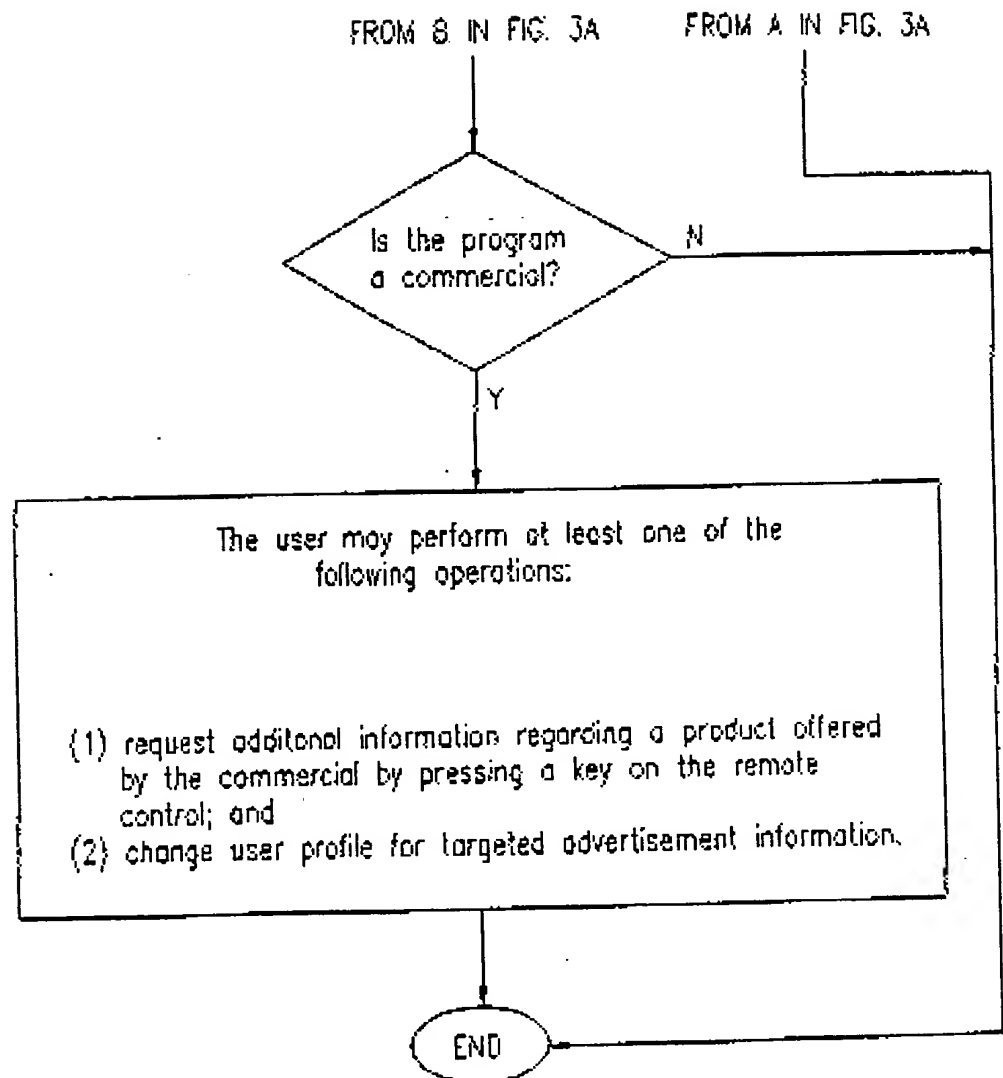 FROM B IN FIG. 3A
FROM A IN FIG. 3A
Is the program
a commercial?
N
Y
The user may perform at least one of the
following operations:
(1) request additonal information regarding a product offered
by the commercial by pressing a key on the remote
control; and
(2) change user profile for targeted advertisement information.
END